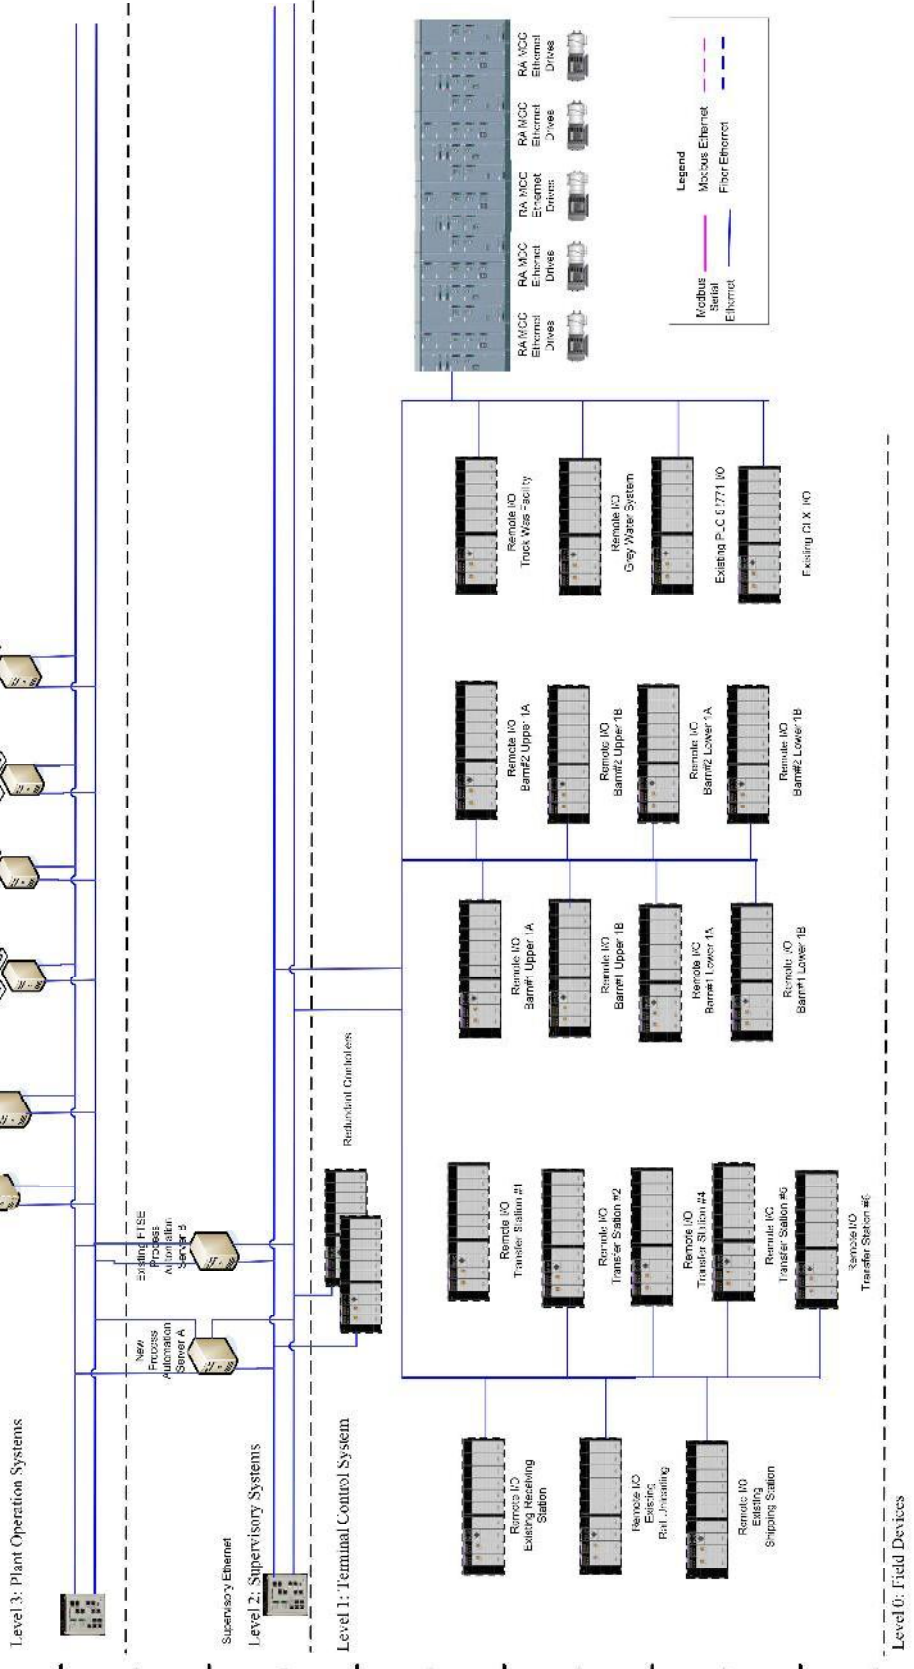 Level 3: Plant Operation Systems
New
Process
Automation
Server A
Existing FTSE
Process
Automation
Server B
Supervisory Ethernet
Level 2: Supervisory Systems
Level 1: Terminal Control System
Redundant Controllers
RA MCC
Ethernet
Drives
RA MCC
Ethernet
Drives
RA MCC
Ethernet
Drives
RA MCC
Ethernet
Drives
RA MCC
Ethernet
Drives
Remote I/O
Existing Receiving
Station
Remote I/O
Existing
Rail Unloading
Remote I/O
Existing
Shipping Station
Remote I/O
Transfer Station #1
Remote I/O
Transfer Station #2
Remote I/O
Transfer Station #4
Remote I/O
Transfer Station
Remote I/O
Transfer Station
Remote I/O
Barn#1 Upper 1A
Remote I/O
Barn#1 Upper 1B
Remote I/O
Barn#1 Lower 1A
Remote I/O
Barn#1 Lower 1B
Remote I/O
Barn#2 Upper 1A
Remote I/O
Barn#2 Upper 1B
Remote I/O
Barn#2 Lower 1A
Remote I/O
Barn#2 Lower 1B
Remote I/O
Truck Was Facility
Remote I/O
Grey Water System
Existing PLC 5 1771 I/O
Existing CLX I/O
Legend
Modbus
Serial
Modbus Ethernet
Ethernet
Fiber Ethernet
Level 0: Field Devices